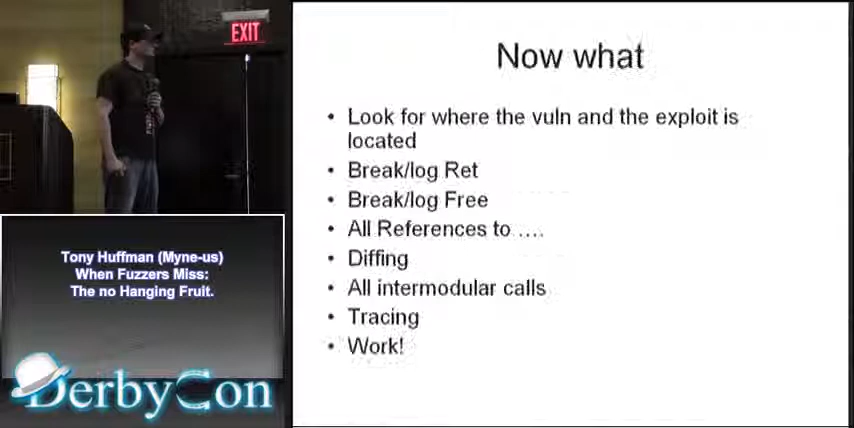 EXIT
Now what
• Look for where the vuln and the exploit is
located
• Break/log Ret
• Break/log Free
• All References to ....
• Diffing
• All intermodular calls
• Tracing
• Work!
Tony Huffman (Myne-us)
When Fuzzers Miss:
The no Hanging Fruit.
DerbyCon